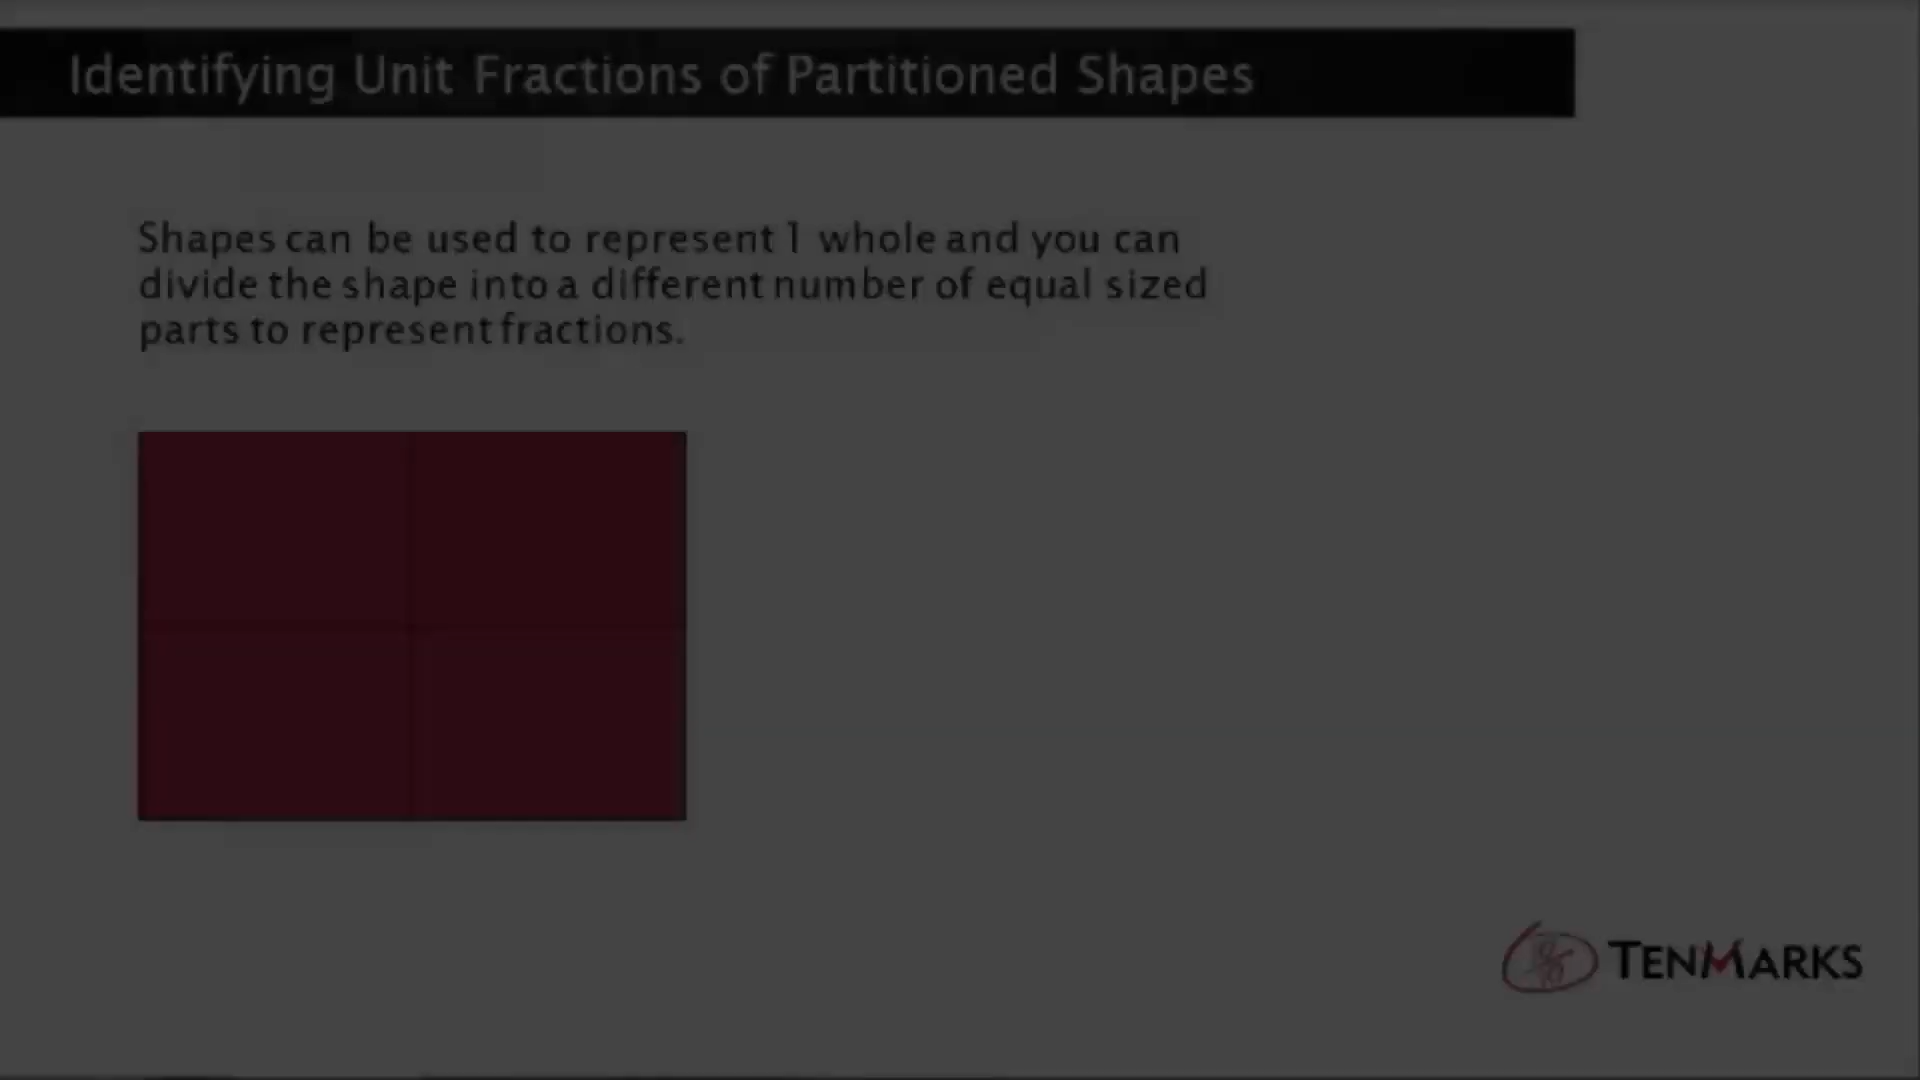 Identifying Unit Fractions of Partitioned Shapes
Shapes can be used to represent 1 whole and you can
divide the shape into a different number of equal sized
parts to represent fractions.
TENMARKS